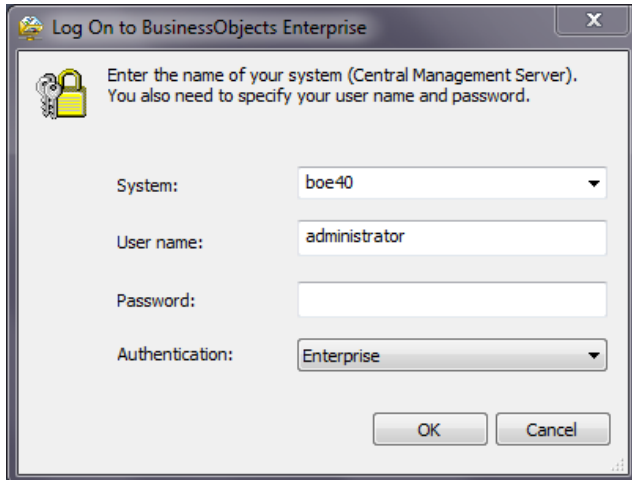 Log On to BusinessObjects Enterprise
Enter the name of your system (Central Management Server).
You also need to specify your user name and password.
System: boe40
User name: administrator
Password:
Authentication: Enterprise
OK Cancel